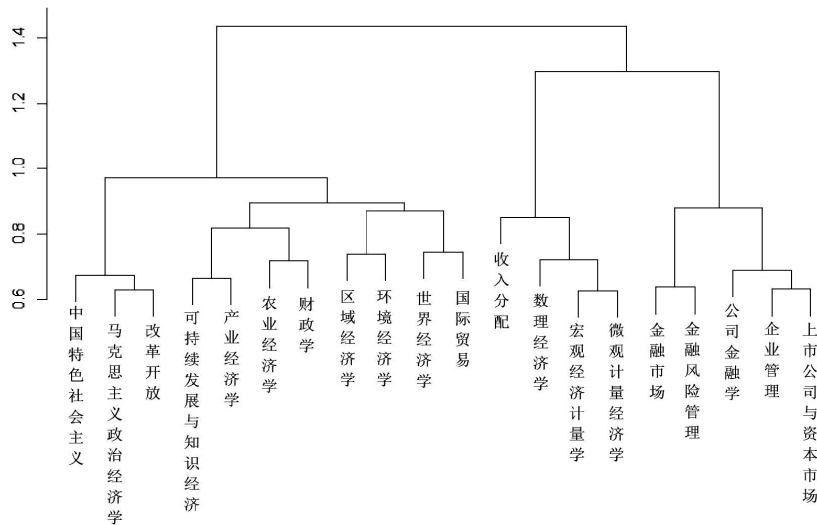 1.4
1.2
1.0
0.8
0.6
中国特色社会主义
马克思主义政治经济学
改革开放
可持续发展与知识经济
产业经济学
农业经济学
财政学
区域经济学
环境经济学
世界经济学
国际贸易
收入分配
数理经济学
宏观经济计量学
微观计量经济学
金融市场
金融风险管理
公司金融学
企业管理
上市公司与资本市场